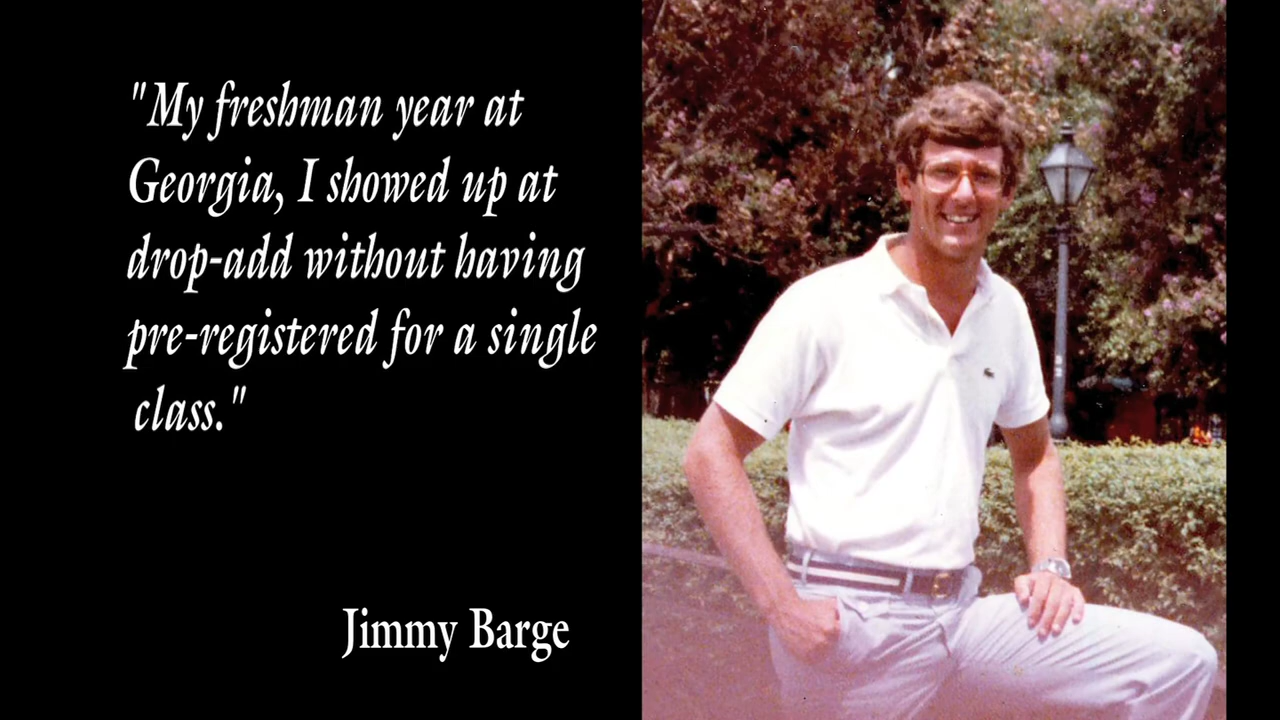 "My freshman year at
Georgia, I showed up at
drop-add without having
pre-registered for a single
class."
Jimmy Barge